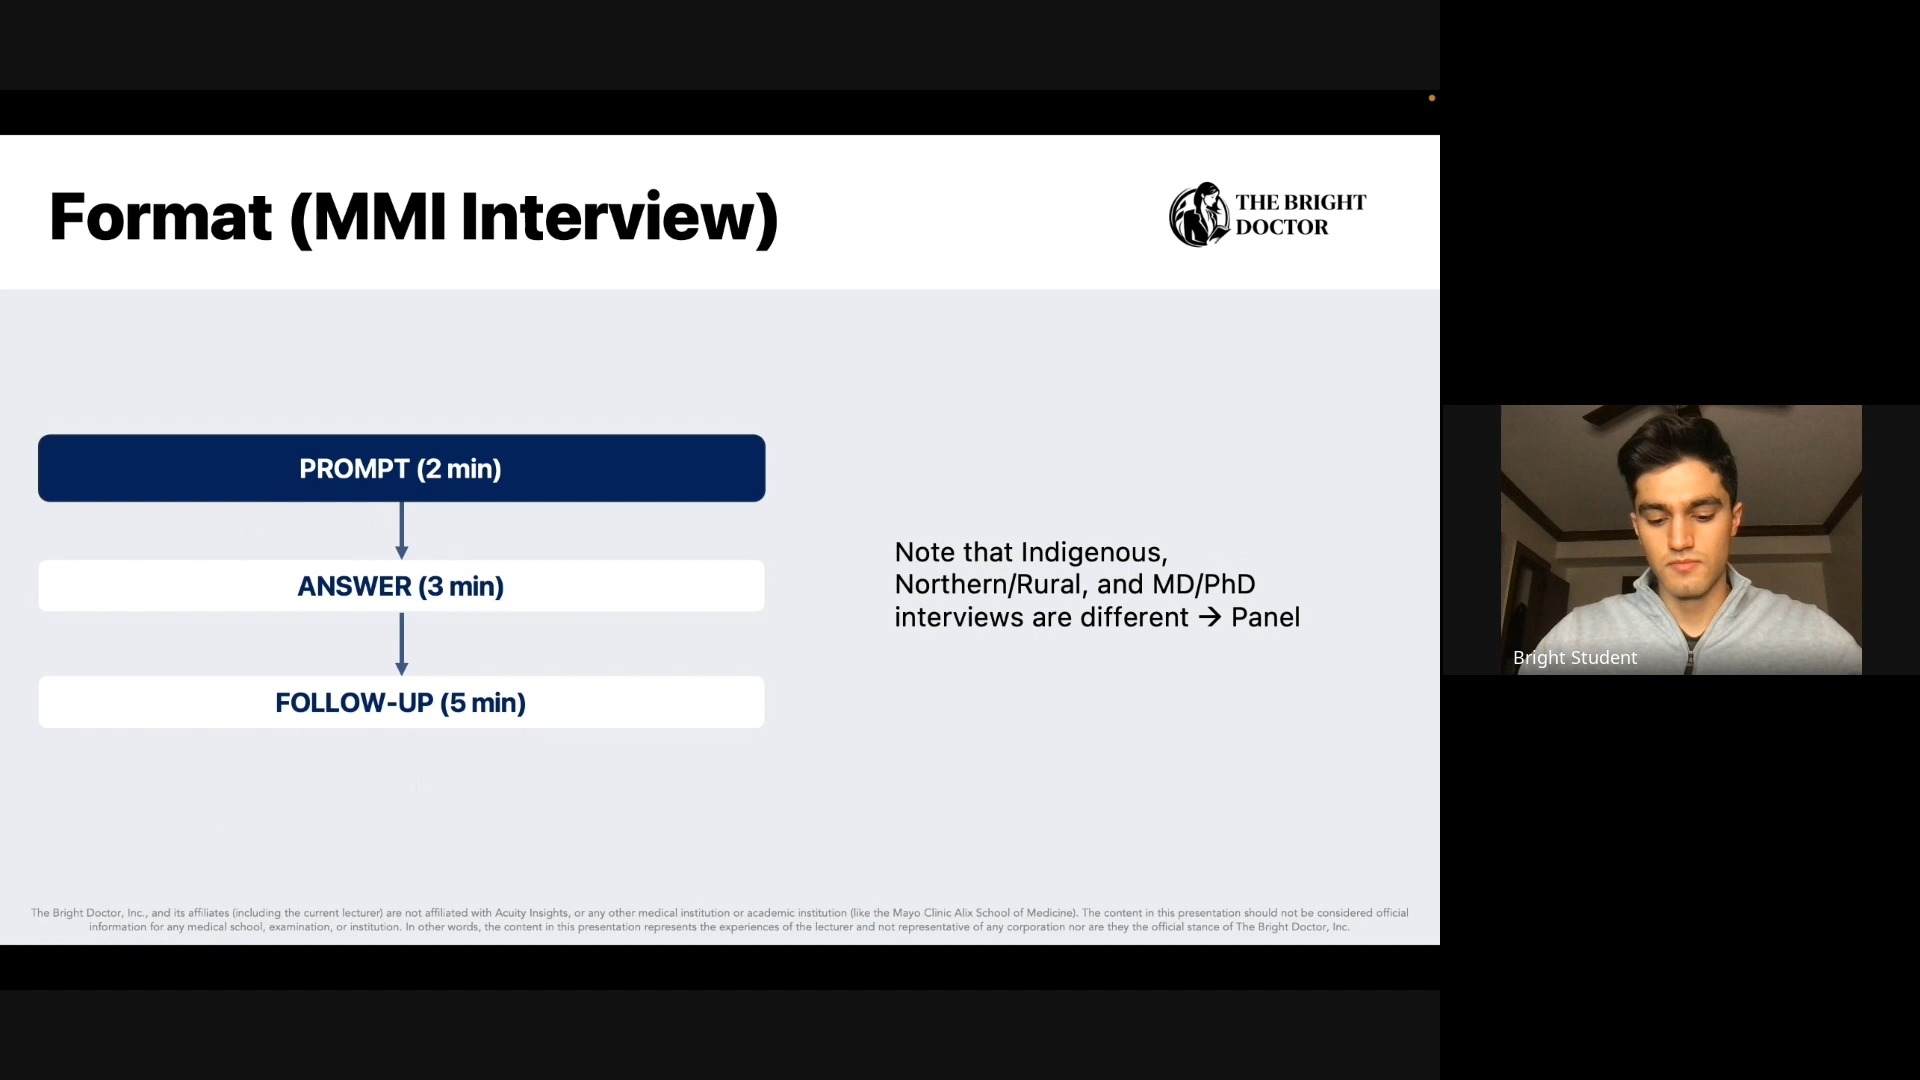 Format (MMI Interview)
THE BRIGHT
DOCTOR
PROMPT (2 min)
ANSWER (3 min)
FOLLOW-UP (5 min)
Note that Indigenous,
Northern/Rural, and MD/PhD
interviews are different → Panel
Bright Student
The Bright Doctor, Inc., and its affiliates (including the current lecturer) are not affiliated with Acuity Insights, or any other medical institution or academic institution (like the Mayo Clinic Alix School of Medicine). The content in this presentation should not be considered official
information for any medical school, examination, or institution. In other words, the content in this presentation represents the experiences of the lecturer and not representative of any corporation nor are they the official stance of The Bright Doctor, Inc.